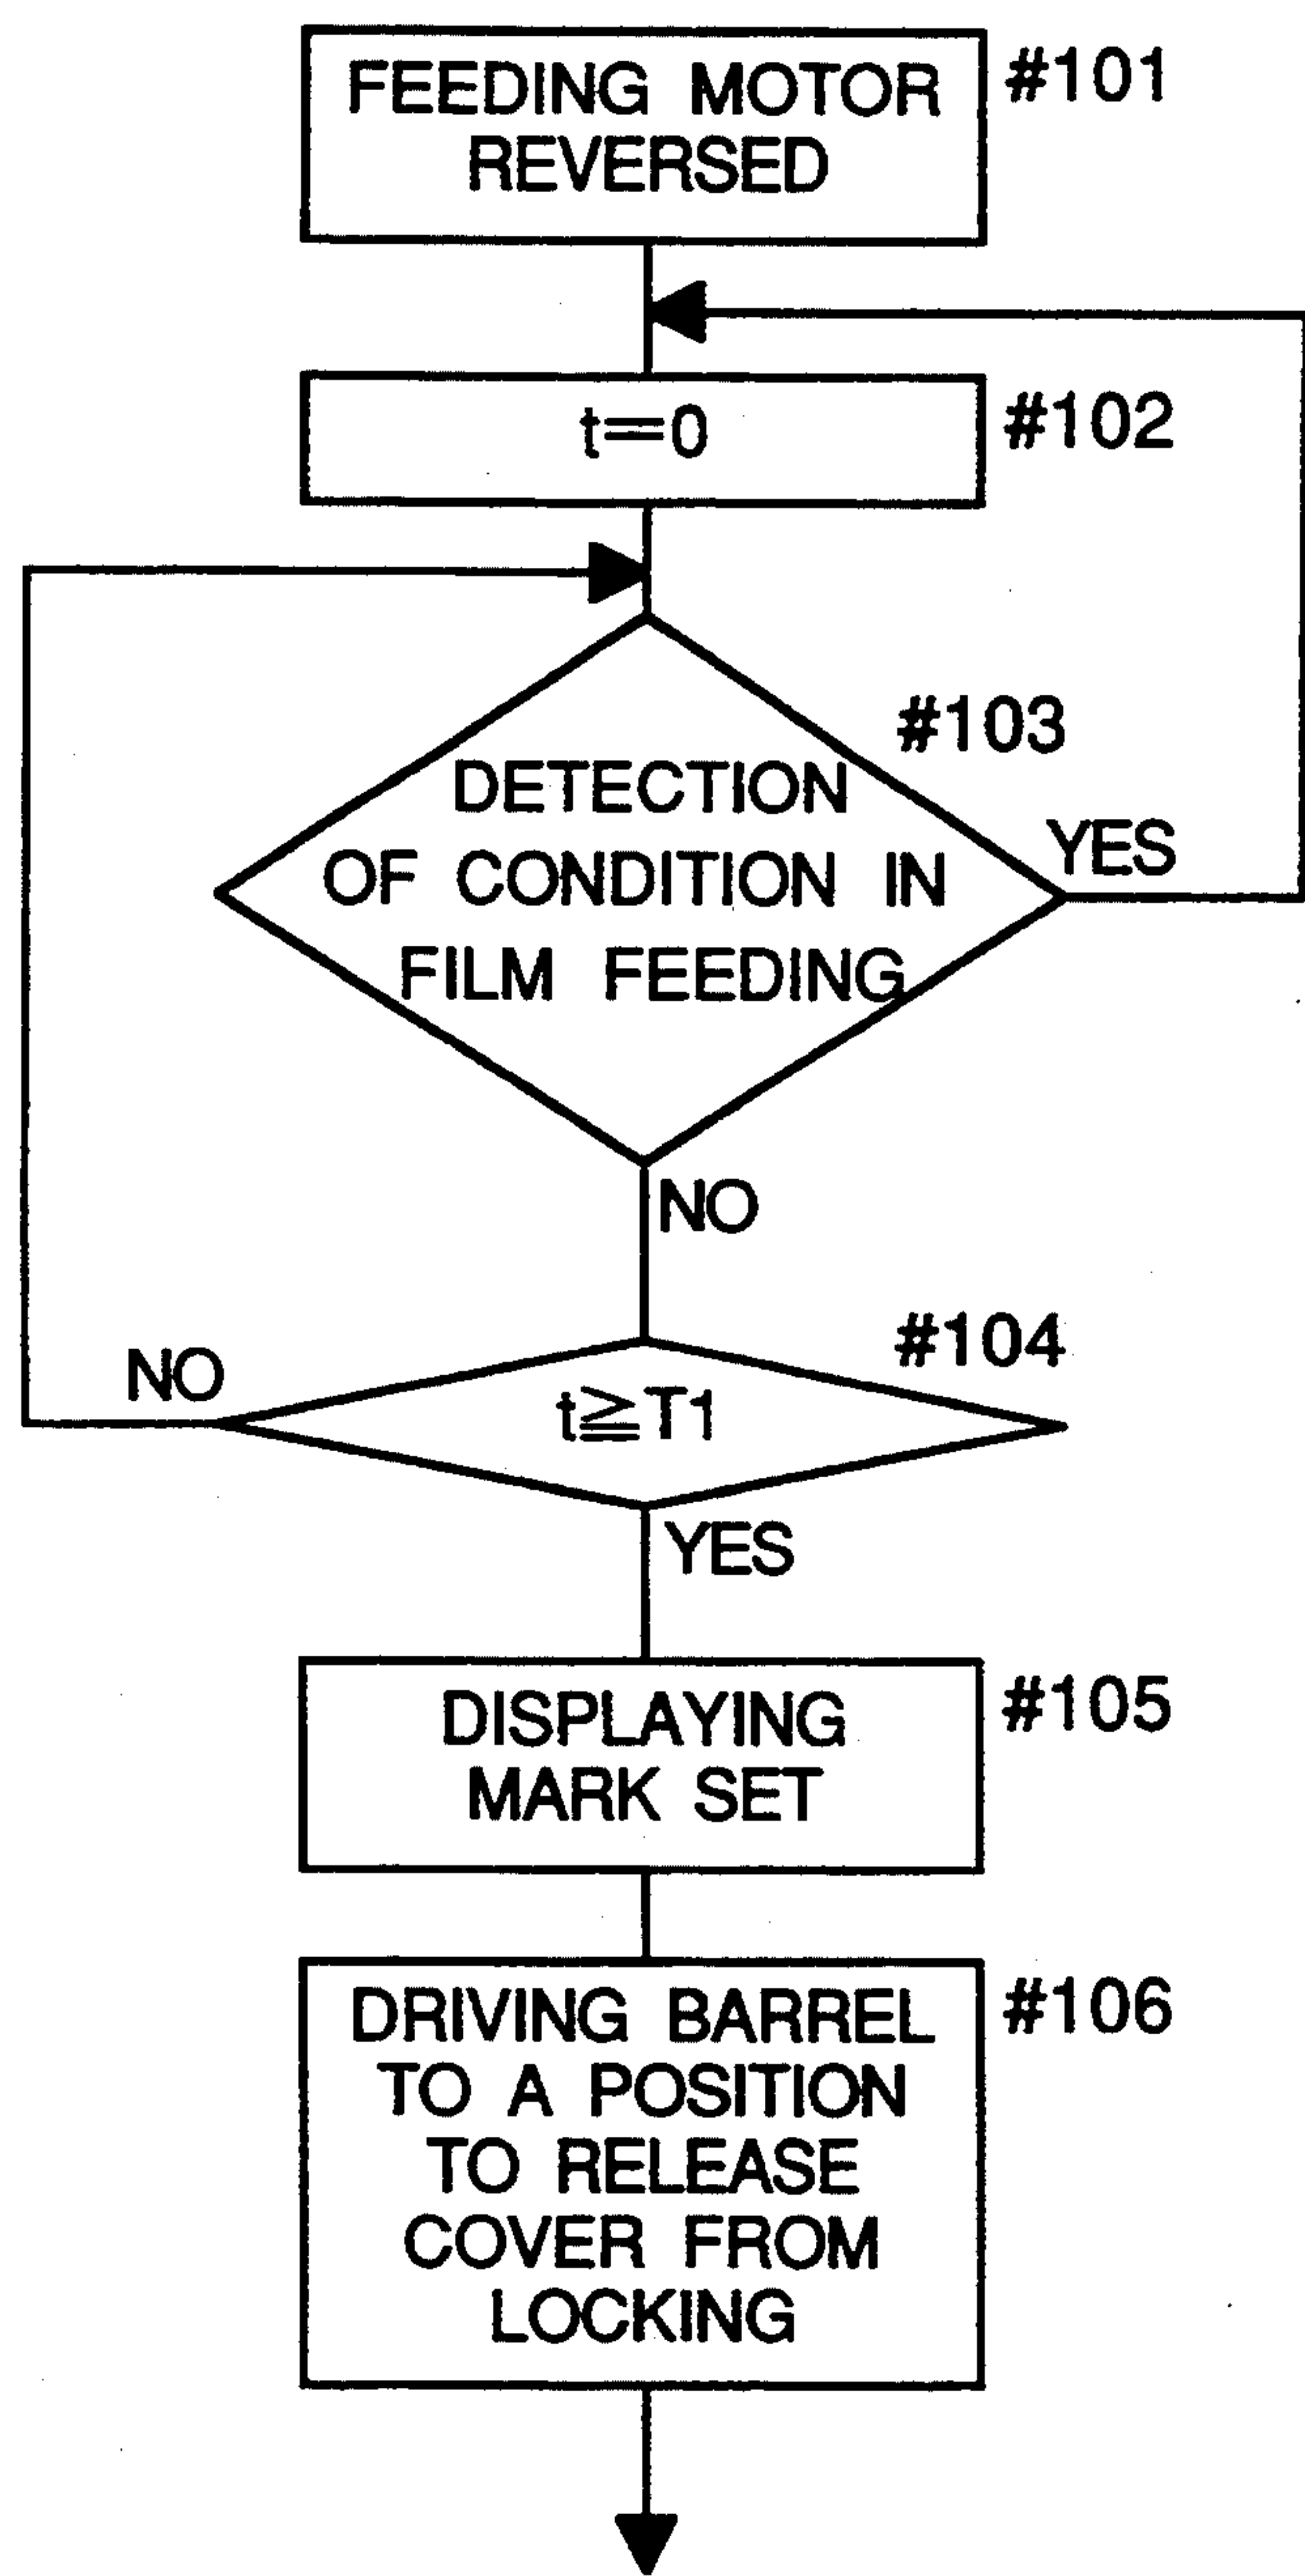 FEEDING MOTOR
REVERSED
#101
t=0
#102
#103
DETECTION
OF CONDITION IN
FILM FEEDING
YES
NO
#104
NO
t≧T1
YES
DISPLAYING
MARK SET
#105
DRIVING BARREL
TO A POSITION
TO RELEASE
COVER FROM
LOCKING
#106